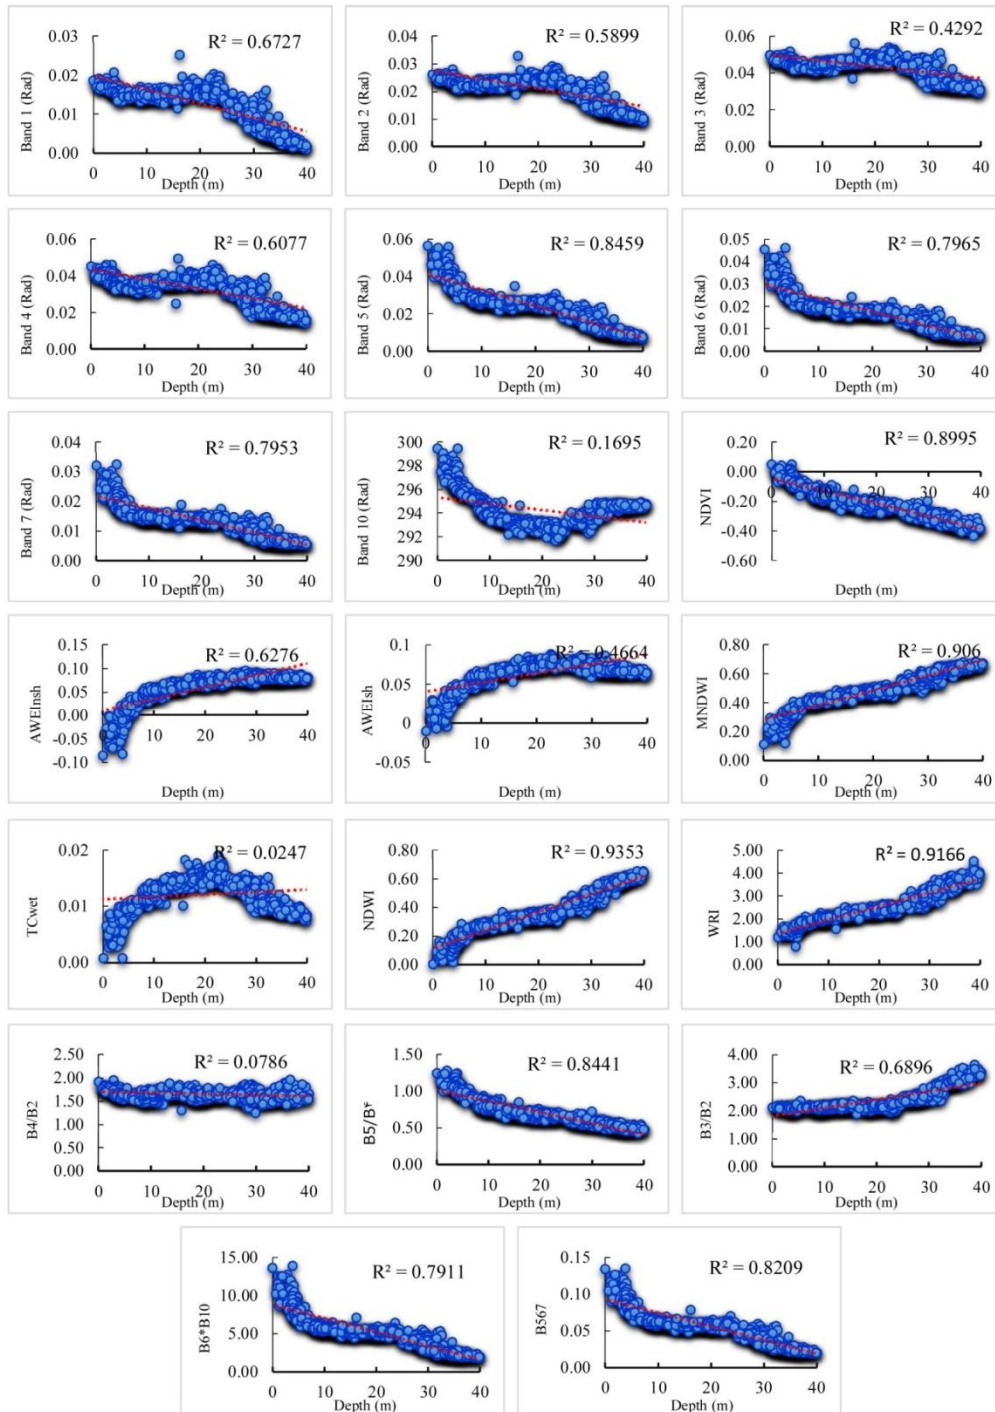 R² = 0.6727
Band 1 (Rad)
0.03
0.02
0.01
0.00
0 10 20 30 40
Depth (m)
R² = 0.5899
Band 2 (Rad)
0.04
0.03
0.02
0.01
0.00
0 10 20 30 40
Depth (m)
R² = 0.4292
Band 3 (Rad)
0.06
0.04
0.02
0.00
0 10 20 30 40
Depth (m)
R² = 0.6077
Band 4 (Rad)
0.06
0.04
0.02
0.00
0 10 20 30 40
Depth (m)
R² = 0.8459
Band 5 (Rad)
0.06
0.04
0.02
0.00
0 10 20 30 40
Depth (m)
R² = 0.7965
Band 6 (Rad)
0.05
0.04
0.03
0.02
0.01
0.00
0 10 20 30 40
Depth (m)
R² = 0.7953
Band 7 (Rad)
0.04
0.03
0.02
0.01
0.00
0 10 20 30 40
Depth (m)
R² = 0.1695
Band 10 (Rad)
300
298
296
294
292
290
0 10 20 30 40
Depth (m)
R² = 0.8995
NDVI
0.20
0.00
-0.20
-0.40
-0.60
0 10 20 30 40
Depth (m)
R² = 0.6276
AWEInsh
0.15
0.10
0.05
0.00
-0.05
-0.10
0 10 20 30 40
Depth (m)
R² = 0.4664
AWEIsh
0.1
0.05
0
-0.05
0 10 20 30 40
Depth (m)
R² = 0.906
MNDWI
0.80
0.60
0.40
0.20
0.00
0 10 20 30 40
Depth (m)
R² = 0.0247
TCwet
0.02
0.01
0.00
0 10 20 30 40
Depth (m)
R² = 0.9353
NDWI
0.80
0.60
0.40
0.20
0.00
0 10 20 30 40
Depth (m)
R² = 0.9166
WRI
5.00
4.00
3.00
2.00
1.00
0.00
0 10 20 30 40
Depth (m)
R² = 0.0786
B4/B2
2.50
2.00
1.50
1.00
0.50
0.00
0 10 20 30 40
Depth (m)
R² = 0.8441
1.50
1.00
0.50
0.00
0 10 20 30 40
Depth (m)
R² = 0.6896
B3/B2
4.00
3.00
2.00
1.00
0.00
0 10 20 30 40
Depth (m)
R² = 0.7911
B6*B10
15.00
10.00
5.00
0.00
0 10 20 30 40
Depth (m)
R² = 0.8209
B567
0.15
0.10
0.05
0.00
0 10 20 30 40
Depth (m)